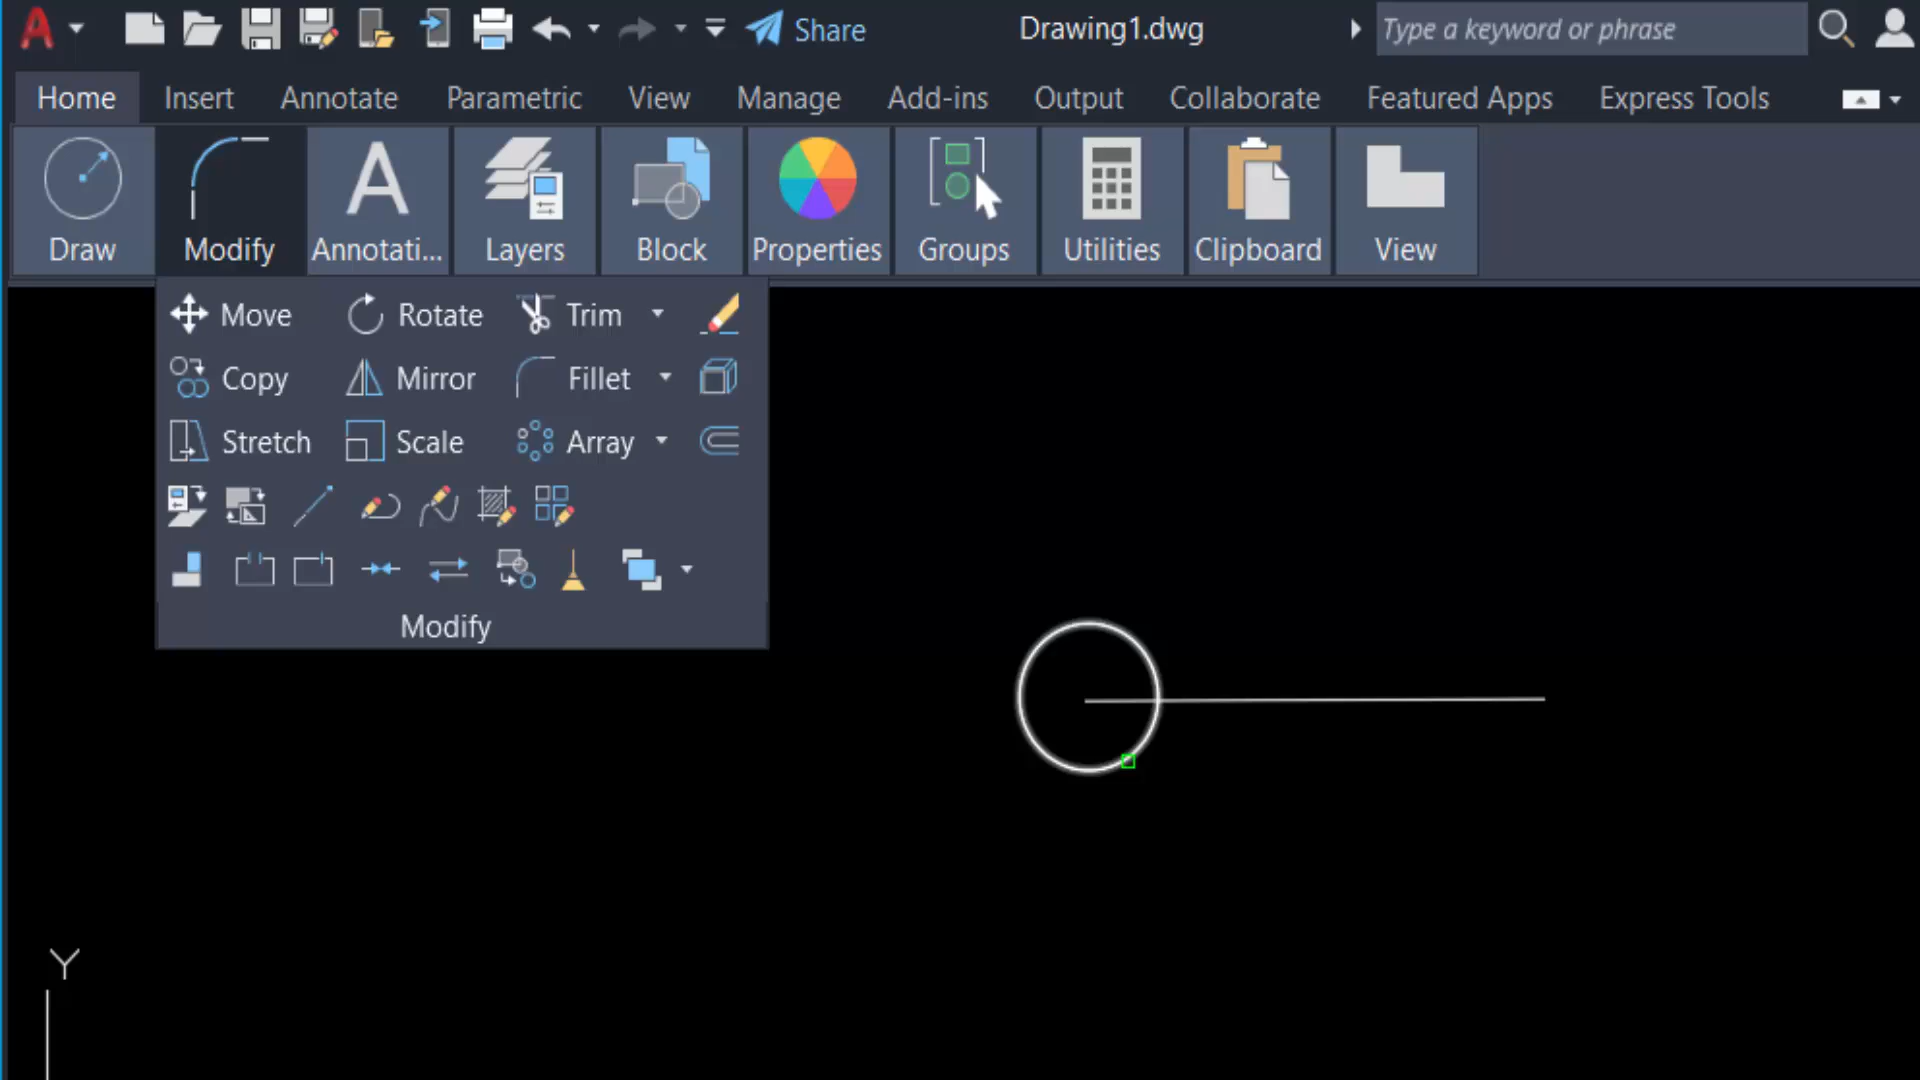 Share Drawing1.dwg Type a keyword or phrase
Home Insert Annotate Parametric View Manage Add-ins Output Collaborate Featured Apps Express Tools
Draw Modify Annotati... Layers Block Properties Groups Utilities Clipboard View
Move Rotate Trim
Copy Mirror Fillet
Stretch Scale Array
Modify
Y